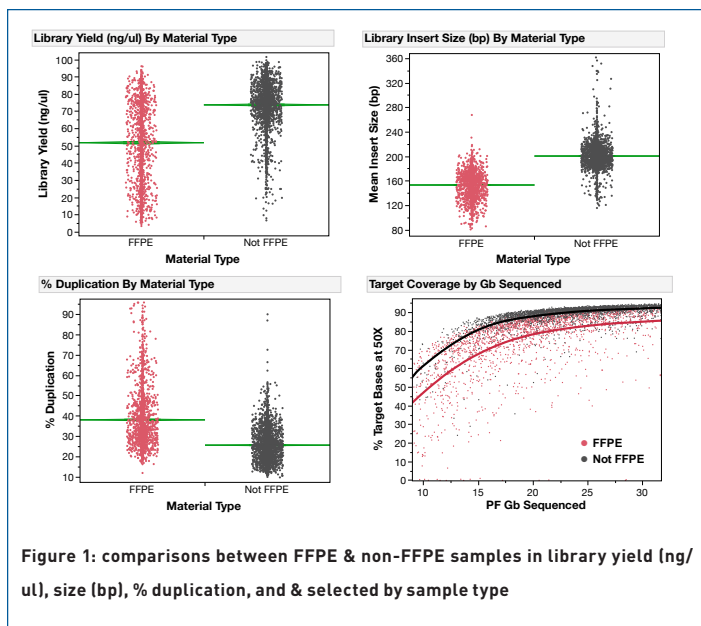 Library Yield (ng/ul) By Material Type
100
90
80
70
60
50
40
30
20
10
0
Library Yield (ng/ul)
FFPE
Not FFPE
Material Type
Library Insert Size (bp) By Material Type
360
320
280
240
200
160
120
80
Mean Insert Size (bp)
FFPE
Not FFPE
Material Type
% Duplication By Material Type
90
80
70
60
50
40
30
20
10
% Duplication
FFPE
Not FFPE
Material Type
Target Coverage by Gb Sequenced
90
80
70
60
50
40
30
20
10
0
% Target Bases at 50X
FFPE
Not FFPE
10
15
20
25
30
PF Gb Sequenced
Figure 1: comparisons between FFPE & non-FFPE samples in library yield (ng/
ul), size (bp), % duplication, and & selected by sample type